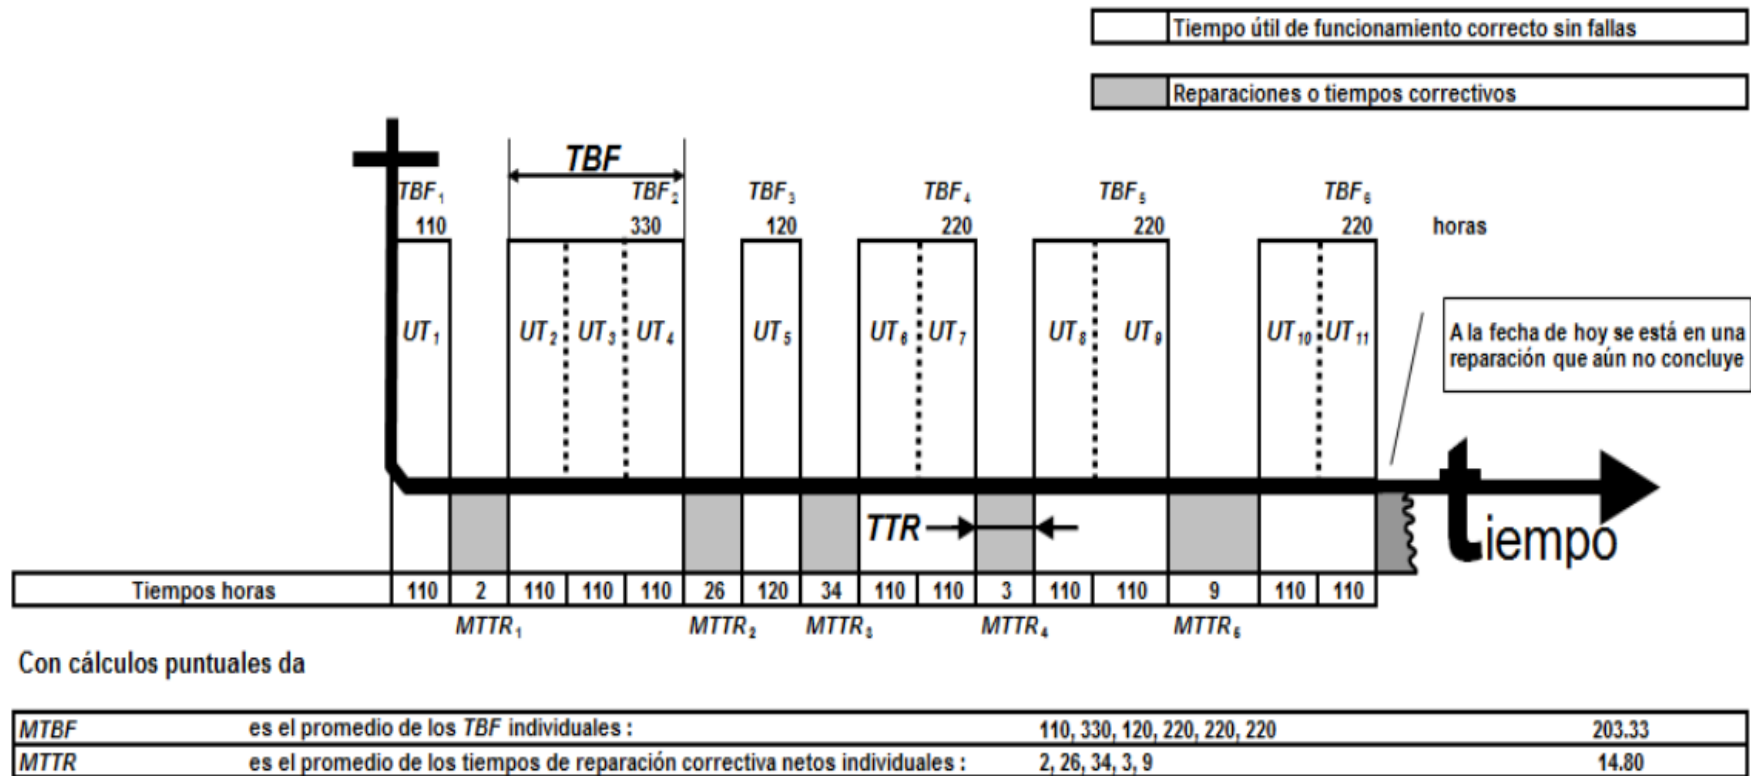 Tiempo útil de funcionamiento correcto sin fallas
Reparaciones o tiempos correctivos
TBF
TBF₁ TBF₂ TBF₃ TBF₄ TBF₅ TBF₆
110 330 120 220 220 220 horas
UT₁ UT₂ UT₃ UT₄ UT₅ UT₆ UT₇ UT₈ UT₉ UT₁₀ UT₁₁
A la fecha de hoy se está en una
reparación que aún no concluye
TTR
tiempo
Tiempos horas 110 2 110 110 110 26 120 34 110 110 3 110 110 9 110 110
MTTR₁ MTTR₂ MTTR₃ MTTR₄ MTTR₅
Con cálculos puntuales da
MTBF es el promedio de los TBF individuales : 110, 330, 120, 220, 220, 220 203.33
MTTR es el promedio de los tiempos de reparación correctiva netos individuales : 2, 26, 34, 3, 9 14.80